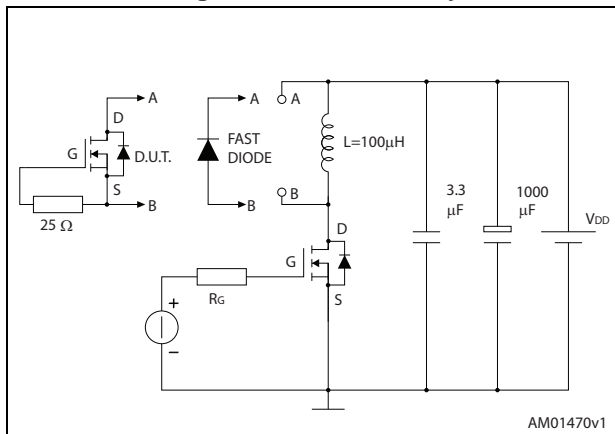 A
D
G
D.U.T.
S
B
25 Ω
A
FAST
DIODE
B
A
B
L=100μH
D
G
S
RG
+
−
3.3
μF
1000
μF
VDD
AM01470v1